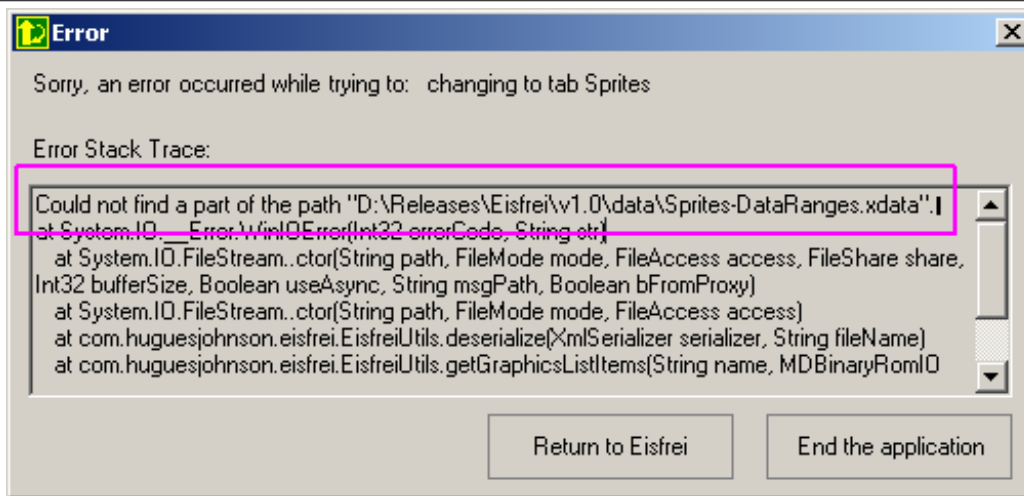 Error
Sorry, an error occurred while trying to: changing to tab Sprites
Error Stack Trace:
Could not find a part of the path "D:\Releases\Eisfrei\v1.0\data\Sprites-DataRanges.xdata".
at System.IO.__Error.WinIOError(Int32 errorCode, String str)
at System.IO.FileStream..ctor(String path, FileMode mode, FileAccess access, FileShare share,
Int32 bufferSize, Boolean useAsync, String msgPath, Boolean bFromProxy)
at System.IO.FileStream..ctor(String path, FileMode mode, FileAccess access)
at com.huguesjohnson.eisfrei.EisfreiUtils.deserialize(XmlSerializer serializer, String fileName)
at com.huguesjohnson.eisfrei.EisfreiUtils.getGraphicsListItems(String name, MDBinaryRomIO
Return to Eisfrei
End the application